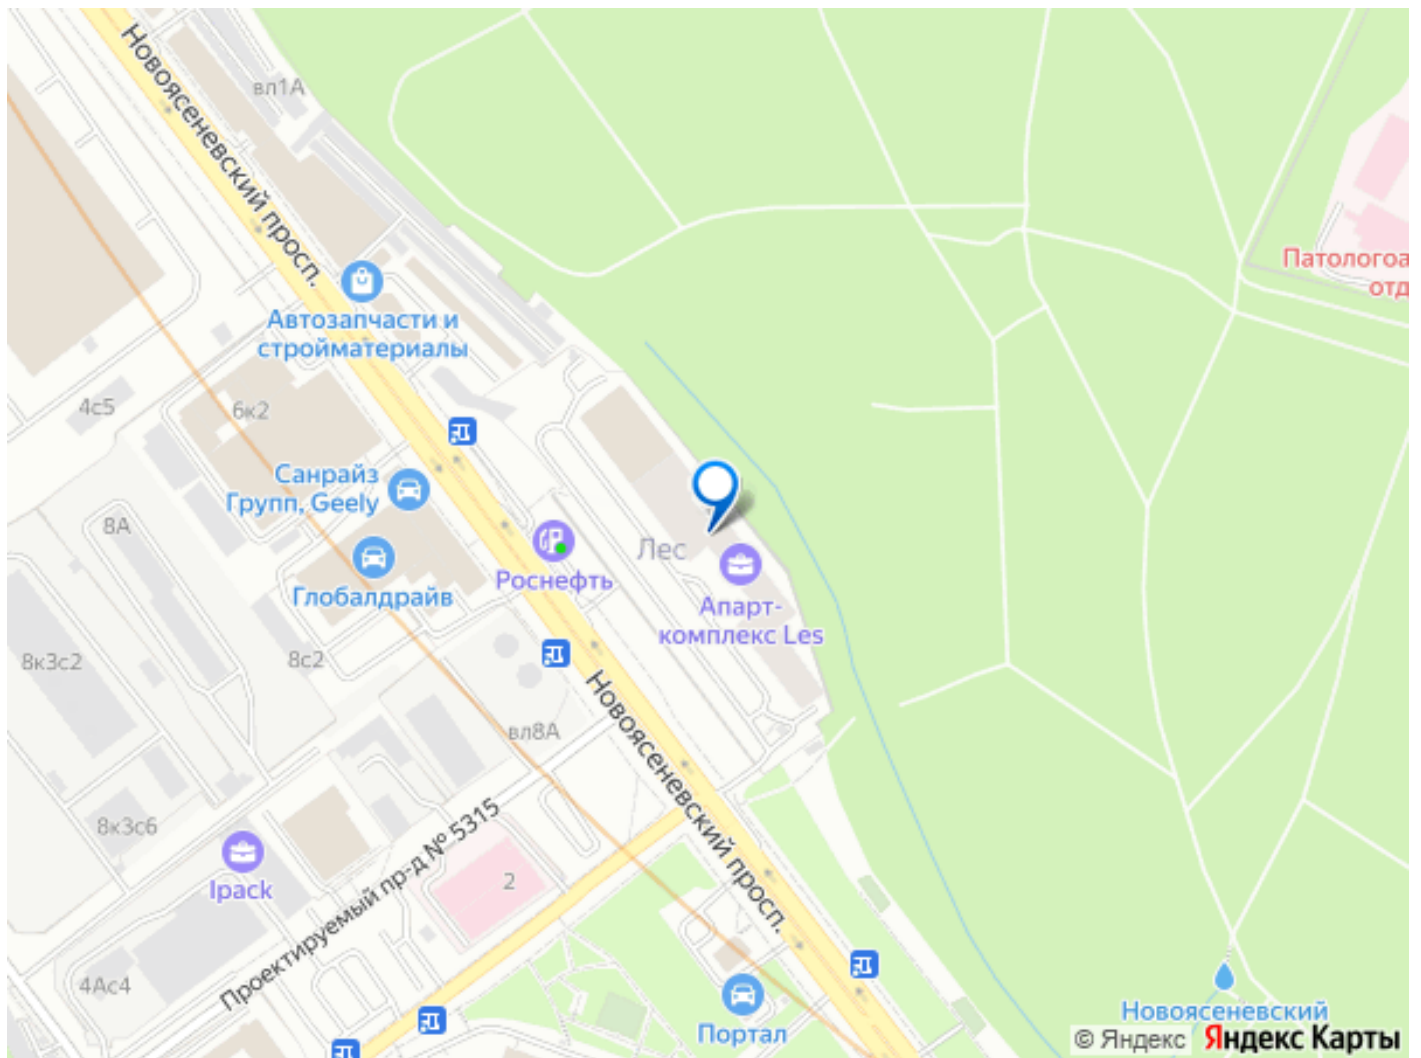 Новоясеневский просп.
вл1А
Патологоа
отд
Автозапчасти и
стройматериалы
4с5
6к2
Санрайз
Групп, Geely
8А
Лес
Роснефть
Глобалдрайв
Апарт-
комплекс Les
8к3с2
8с2
Новоясеневский просп.
вл8А
8к3с6
Проектируемый пр-д № 5315
Ipack
2
4Ас4
Портал
Новоясеневский
© Яндекс Яндекс Карты